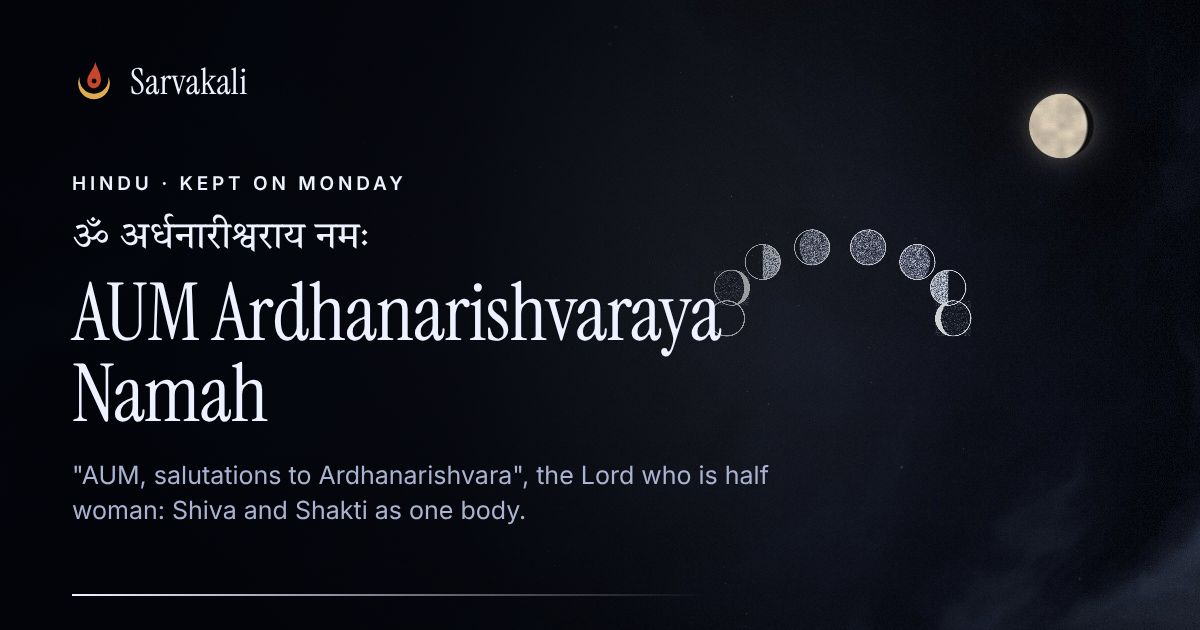 Sarvakali
HINDU · KEPT ON MONDAY
ॐ अर्धनारीश्वराय नमः
AUM Ardhanarishvaraya
Namah
"AUM, salutations to Ardhanarishvara", the Lord who is half
woman: Shiva and Shakti as one body.